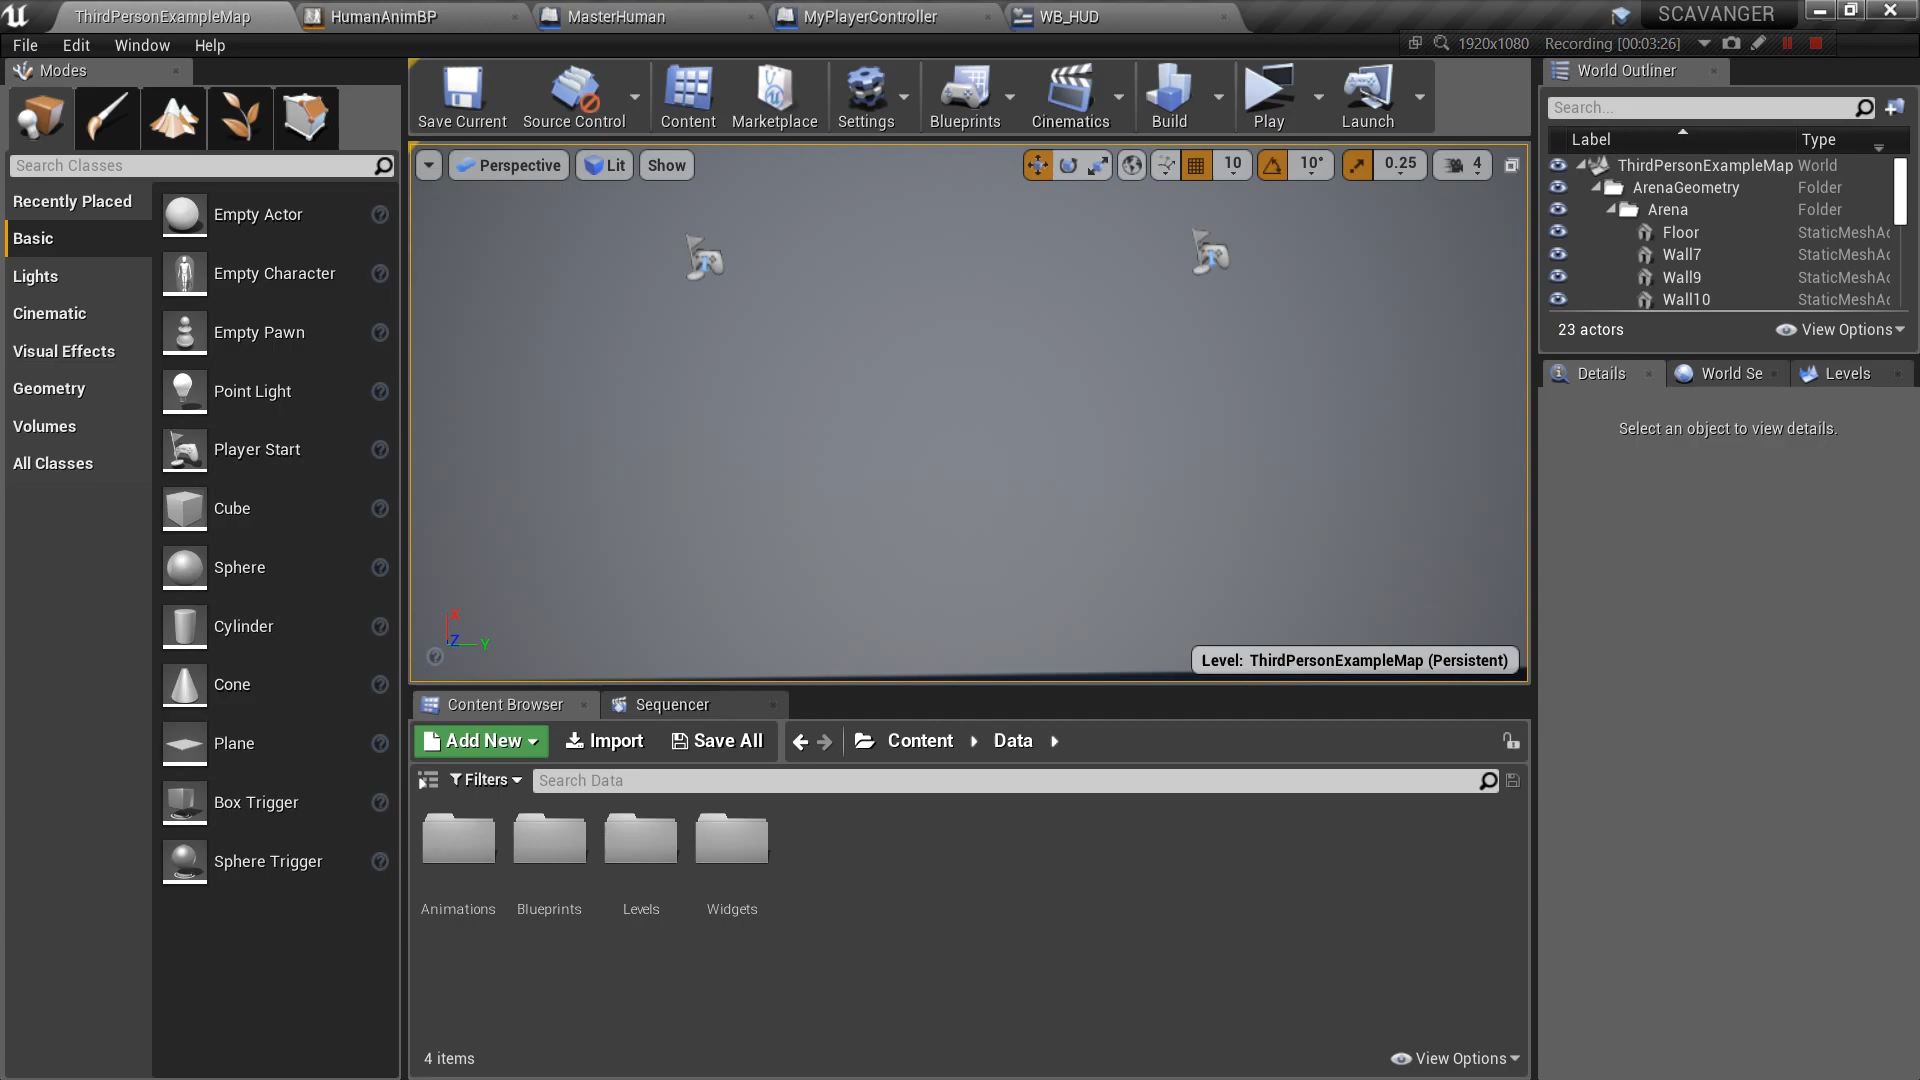 ThirdPersonExampleMap
HumanAnimBP
MasterHuman
MyPlayerController
WB_HUD
SCAVANGER
File
Edit
Window
Help
1920x1080
Recording [00:03:26]
Modes
Search Classes
Recently Placed
Basic
Lights
Cinematic
Visual Effects
Geometry
Volumes
All Classes
Empty Actor
Empty Character
Empty Pawn
Point Light
Player Start
Cube
Sphere
Cylinder
Cone
Plane
Box Trigger
Sphere Trigger
Save Current
Source Control
Content
Marketplace
Settings
Blueprints
Cinematics
Build
Play
Launch
Perspective
Lit
Show
10
10°
0.25
4
X
Z
Y
Level: ThirdPersonExampleMap (Persistent)
Content Browser
Sequencer
Add New
Import
Save All
Content
Data
Filters
Search Data
Animations
Blueprints
Levels
Widgets
4 items
View Options
World Outliner
Search...
Label
Type
ThirdPersonExampleMap World
ArenaGeometry Folder
Arena Folder
Floor StaticMeshAc
Wall7 StaticMeshAc
Wall9 StaticMeshAc
Wall10 StaticMeshAc
23 actors
View Options
Details
World Se
Levels
Select an object to view details.